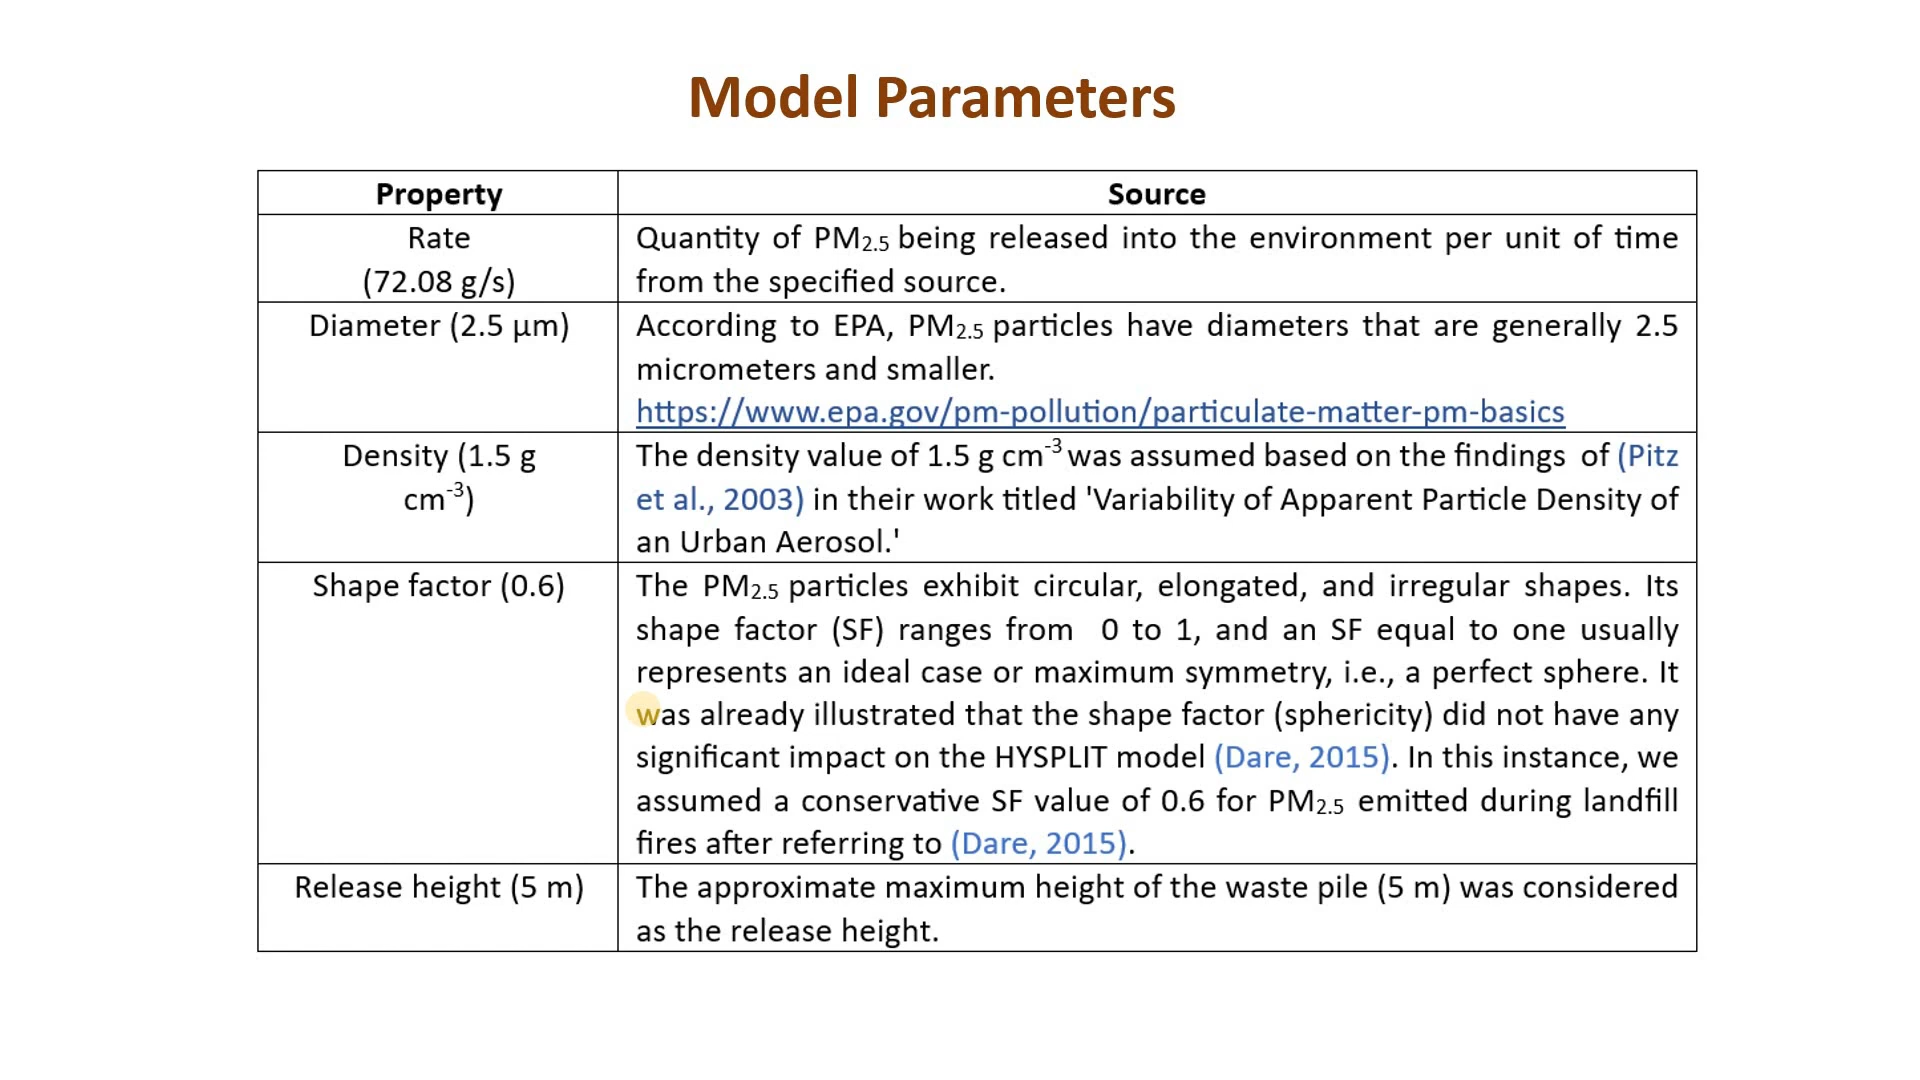 Model Parameters
Property
Source
Rate
(72.08 g/s)
Quantity of PM2.5 being released into the environment per unit of time
from the specified source.
Diameter (2.5 μm)
According to EPA, PM2.5 particles have diameters that are generally 2.5
micrometers and smaller.
https://www.epa.gov/pm-pollution/particulate-matter-pm-basics
Density (1.5 g
cm-3)
The density value of 1.5 g cm-3 was assumed based on the findings of (Pitz
et al., 2003) in their work titled 'Variability of Apparent Particle Density of
an Urban Aerosol.'
Shape factor (0.6)
The PM2.5 particles exhibit circular, elongated, and irregular shapes. Its
shape factor (SF) ranges from 0 to 1, and an SF equal to one usually
represents an ideal case or maximum symmetry, i.e., a perfect sphere. It
was already illustrated that the shape factor (sphericity) did not have any
significant impact on the HYSPLIT model (Dare, 2015). In this instance, we
assumed a conservative SF value of 0.6 for PM2.5 emitted during landfill
fires after referring to (Dare, 2015).
Release height (5 m)
The approximate maximum height of the waste pile (5 m) was considered
as the release height.